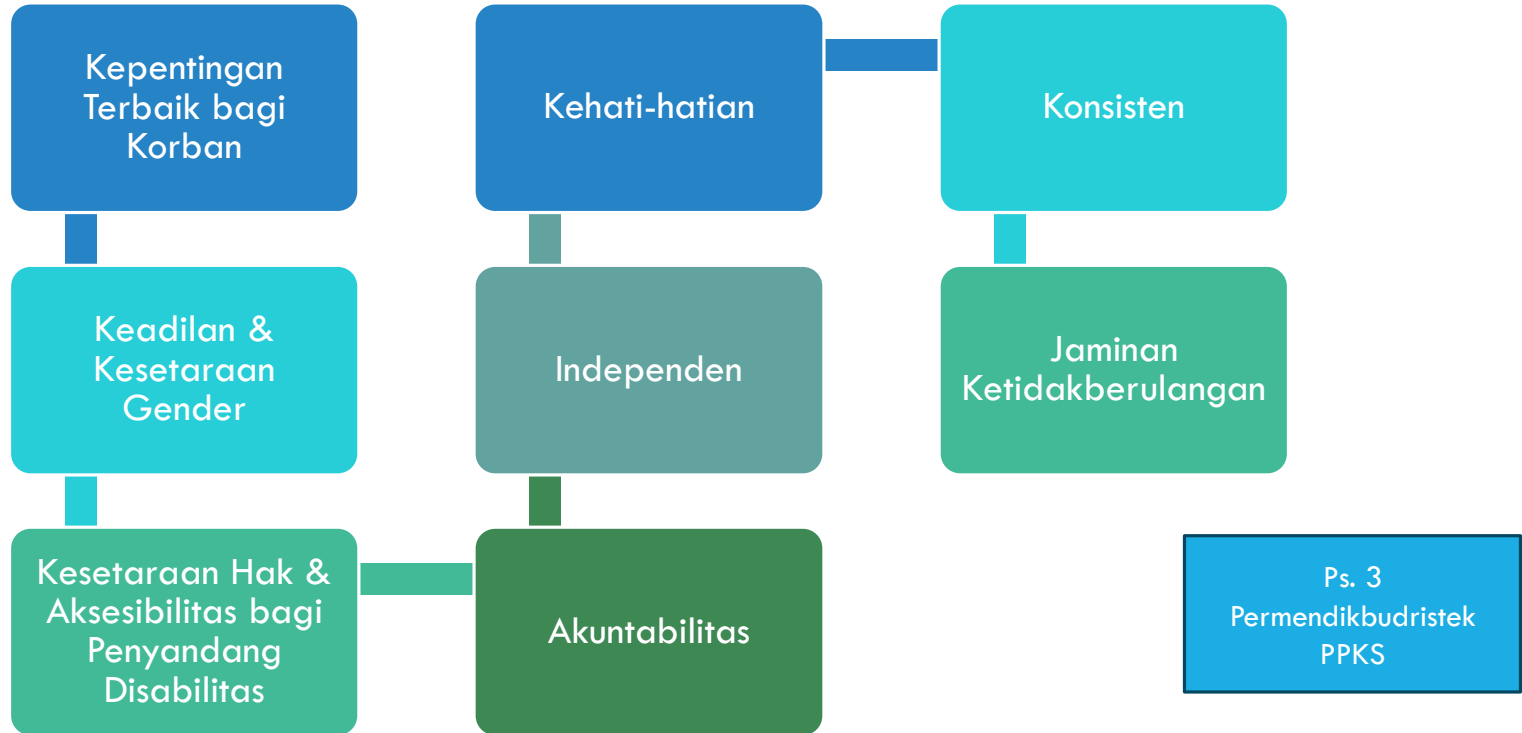 Kepentingan
Terbaik bagi
Korban
Keadilan &
Kesetaraan
Gender
Kesetaraan Hak &
Aksesibilitas bagi
Penyandang
Disabilitas
Akuntabilitas
Independen
Kehati-hatian
Konsisten
Jaminan
Ketidakberulangan
Ps. 3
Permendikbudristek
PPKS